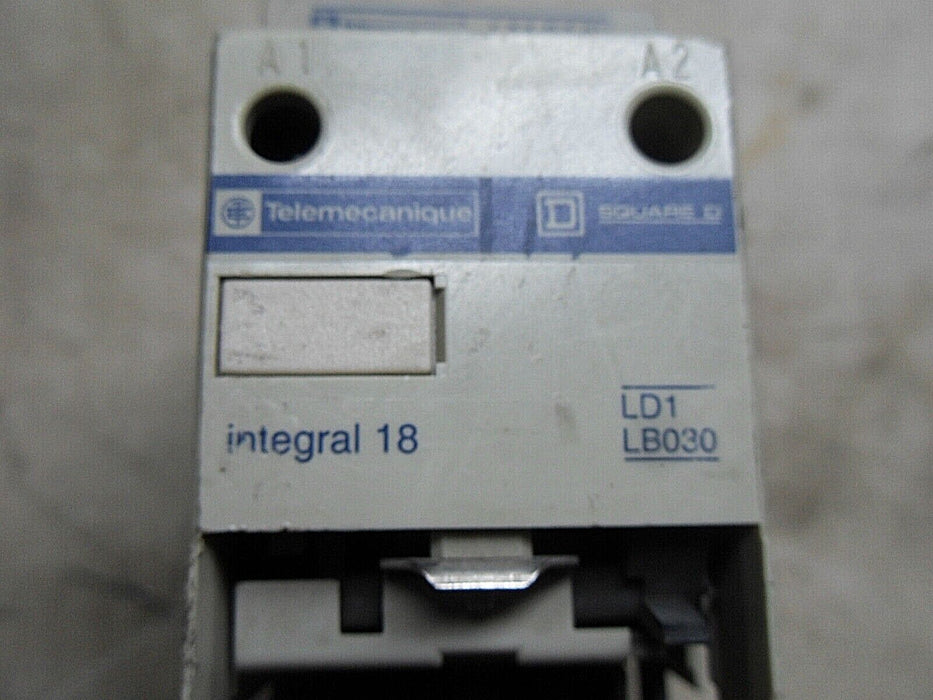 A1 A2
Telemecanique SQUARE D
integral 18
LD1
LB030